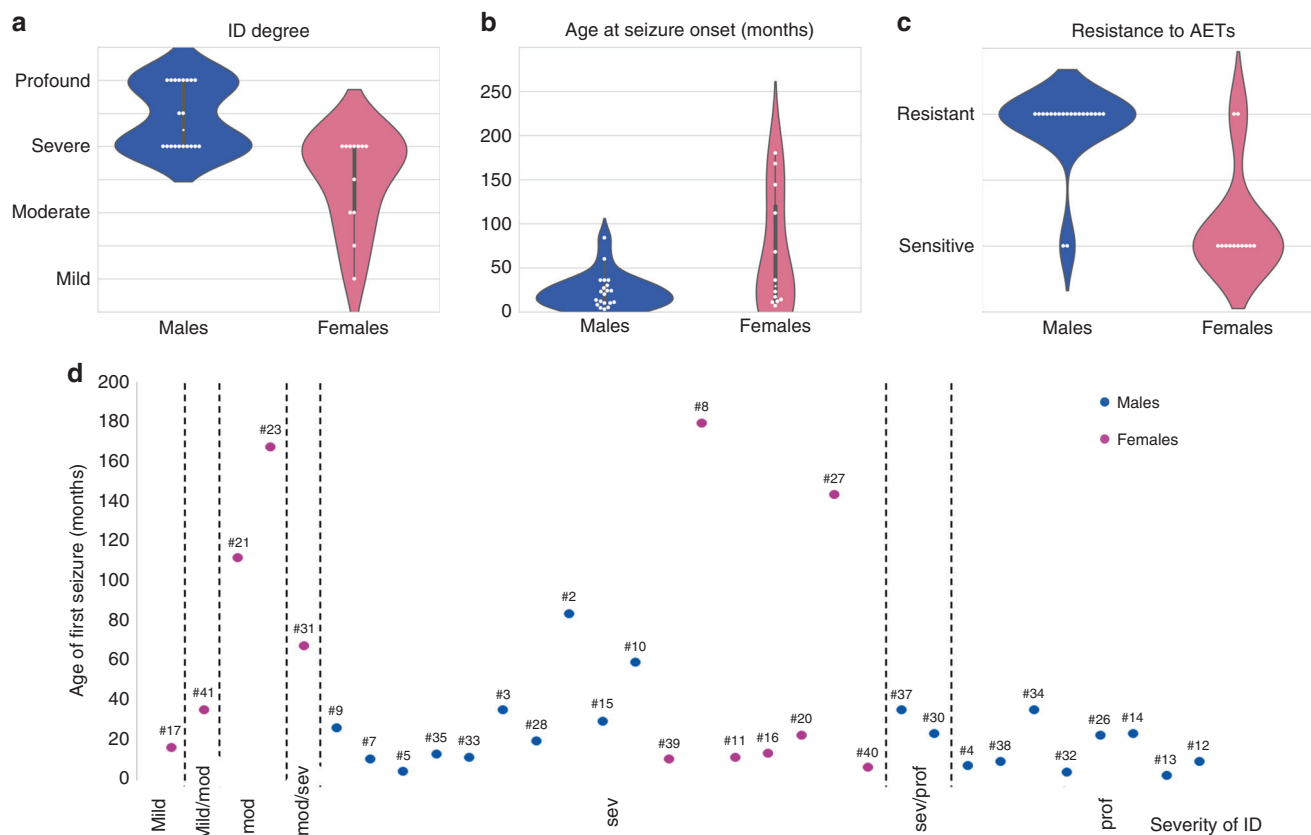 a
ID degree
Profound
Severe
Moderate
Mild
Males
Females
b
Age at seizure onset (months)
250
200
150
100
50
0
Males
Females
c
Resistance to AETs
Resistant
Sensitive
Males
Females
d
Age of first seizure (months)
200
180
160
140
120
100
80
60
40
20
0
Males
Females
#17
#41
#21
#23
#31
#9
#7
#5
#35
#33
#3
#28
#2
#15
#10
#39
#8
#11
#16
#20
#27
#40
#37
#30
#4
#38
#34
#32
#26
#14
#13
#12
Mild
Mild/mod
mod
mod/sev
sev
sev/prof
prof
Severity of ID